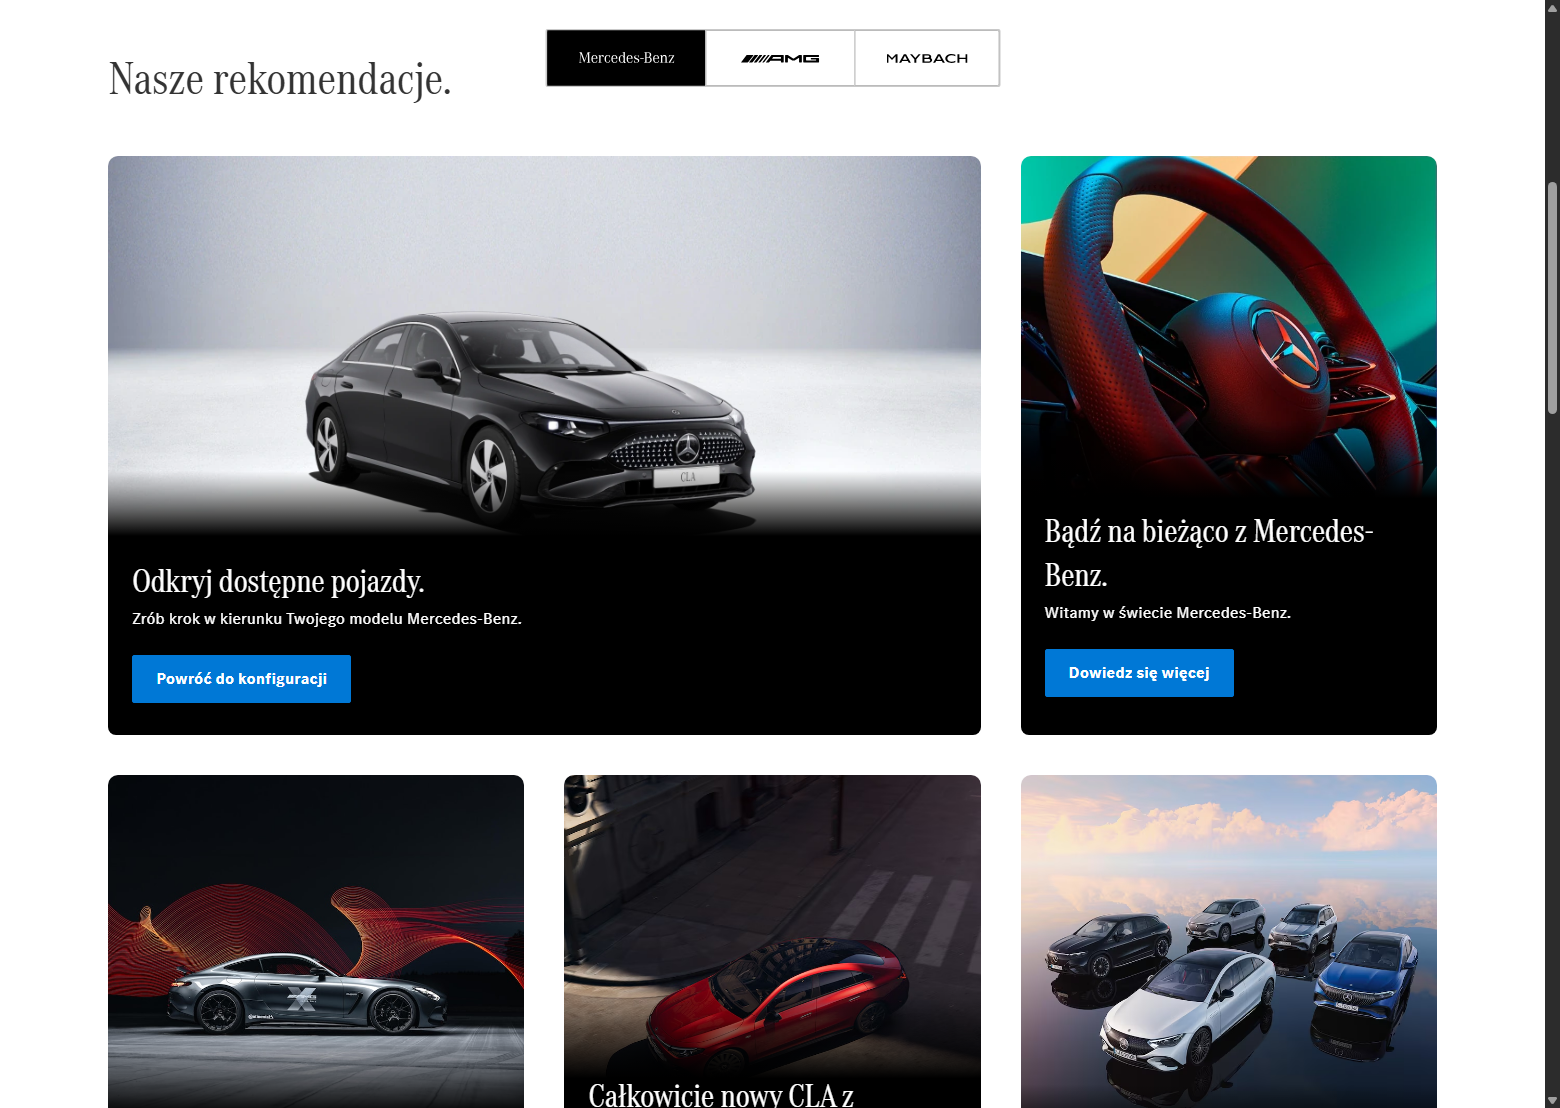 Nasze rekomendacje.
Mercedes-Benz
AMG
MAYBACH
CLA
Odkryj dostępne pojazdy.
Zrób krok w kierunku Twojego modelu Mercedes-Benz.
Powróć do konfiguracji
Bądź na bieżąco z Mercedes-
Benz.
Witamy w świecie Mercedes-Benz.
Dowiedz się więcej
Całkowicie nowy CLA z